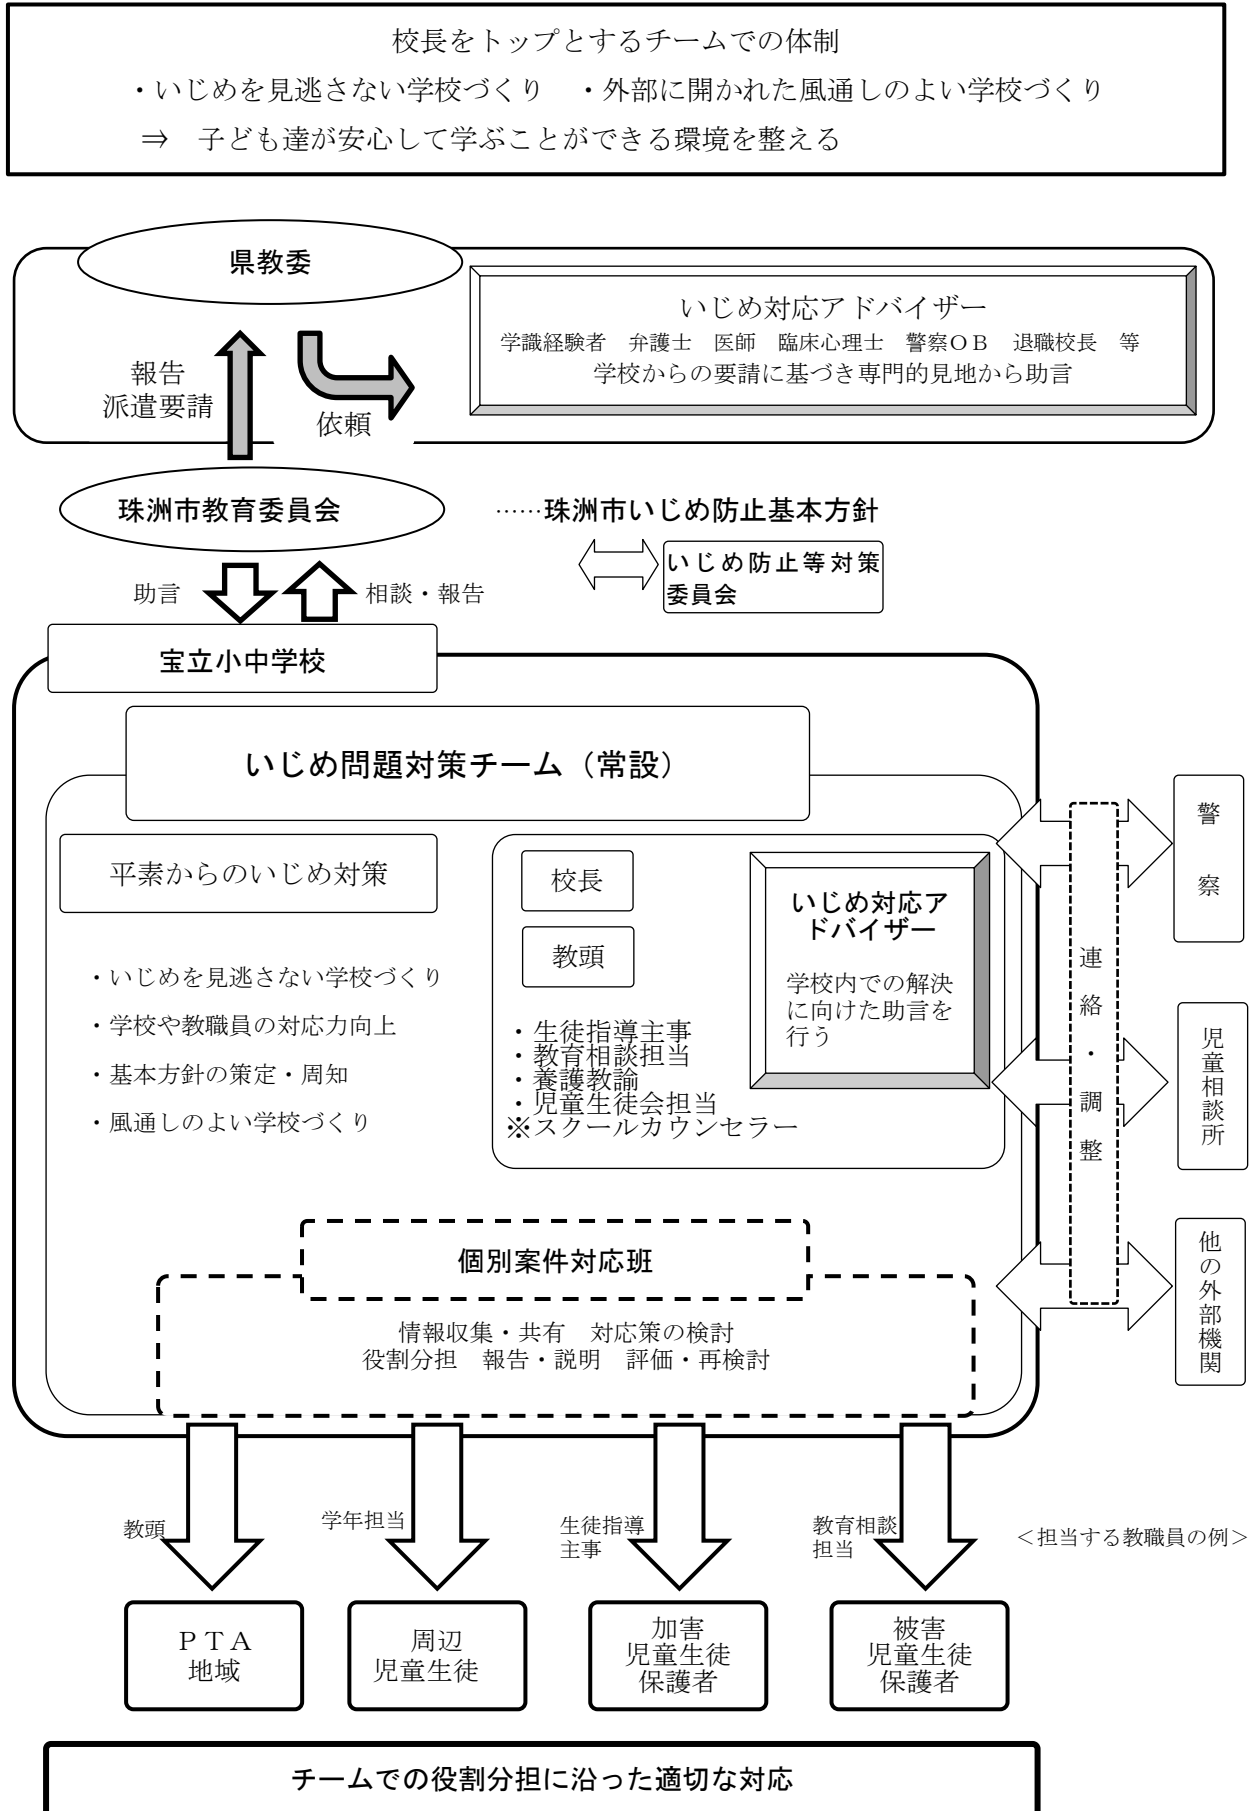 校長をトップとするチームでの体制
・いじめを見逃さない学校づくり　・外部に開かれた風通しのよい学校づくり
⇒　子ども達が安心して学ぶことができる環境を整える
県教委
いじめ対応アドバイザー
学識経験者　弁護士　医師　臨床心理士　警察ＯＢ　退職校長　等
学校からの要請に基づき専門的見地から助言
報告
派遣要請
依頼
珠洲市教育委員会
……珠洲市いじめ防止基本方針
いじめ防止等対策
委員会
助言
相談・報告
宝立小中学校
いじめ問題対策チーム（常設）
平素からのいじめ対策
・いじめを見逃さない学校づくり
・学校や教職員の対応力向上
・基本方針の策定・周知
・風通しのよい学校づくり
校長
教頭
・生徒指導主事
・教育相談担当
・養護教諭
・児童生徒会担当
※スクールカウンセラー
いじめ対応ア
ドバイザー
学校内での解決
に向けた助言を
行う
連絡・調整
警察
児童相談所
他の外部機関
個別案件対応班
情報収集・共有　対応策の検討
役割分担　報告・説明　評価・再検討
教頭
学年担当
生徒指導
主事
教育相談
担当
＜担当する教職員の例＞
ＰＴＡ
地域
周辺
児童生徒
加害
児童生徒
保護者
被害
児童生徒
保護者
チームでの役割分担に沿った適切な対応